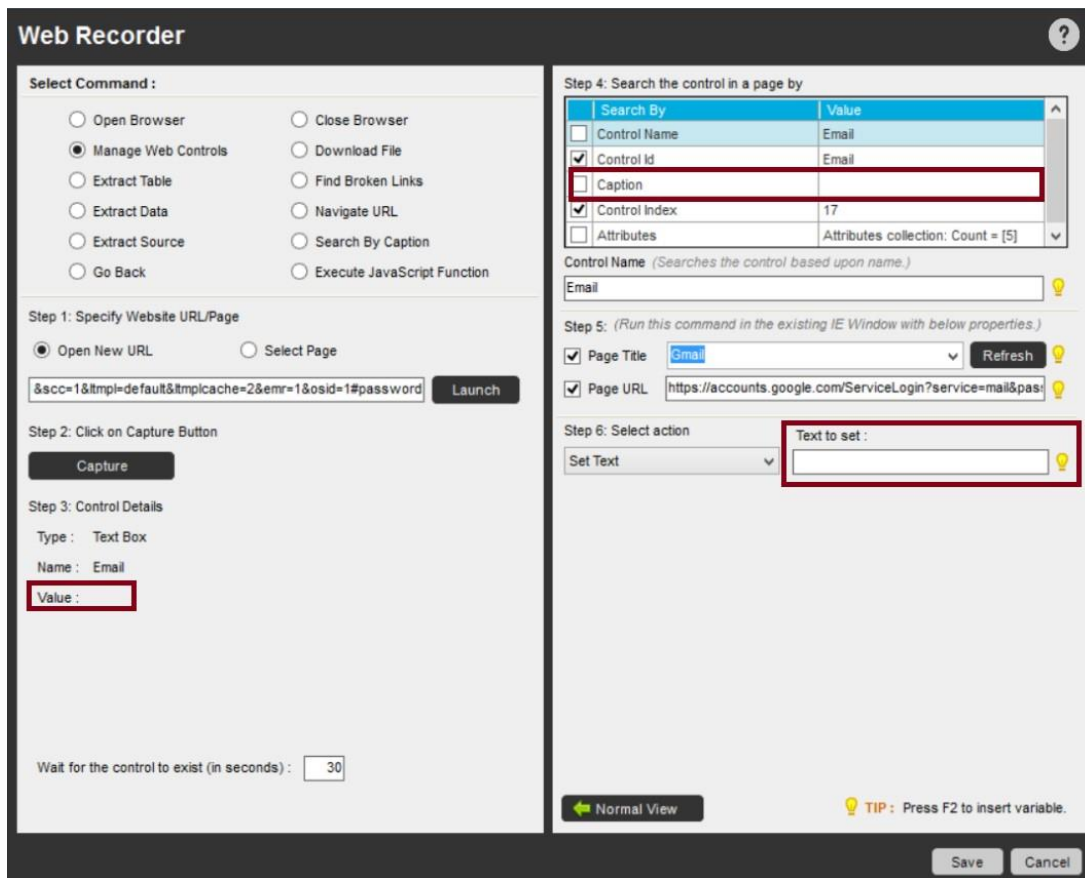 Web Recorder
?
Select Command :
Open Browser
Close Browser
Manage Web Controls
Download File
Extract Table
Find Broken Links
Extract Data
Navigate URL
Extract Source
Search By Caption
Go Back
Execute JavaScript Function
Step 1: Specify Website URL/Page
Open New URL
Select Page
&scc=1&ltmpl=default&ltmplcache=2&emr=1&osid=1#password
Launch
Step 2: Click on Capture Button
Capture
Step 3: Control Details
Type : Text Box
Name : Email
Value :
Wait for the control to exist (in seconds) : 30
Step 4: Search the control in a page by
Search By Value
Control Name Email
Control Id Email
Caption
Control Index 17
Attributes Attributes collection: Count = [5]
Control Name (Searches the control based upon name.)
Email
Step 5: (Run this command in the existing IE Window with below properties.)
Page Title Gmail Refresh
Page URL https://accounts.google.com/ServiceLogin?service=mail&pas
Step 6: Select action
Text to set :
Set Text
Normal View
TIP : Press F2 to insert variable.
Save Cancel